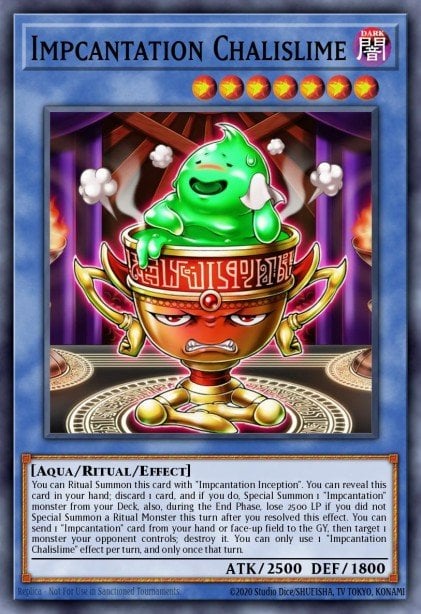 Impcantation Chalislime
DARK
闇
[Aqua/Ritual/Effect]
You can Ritual Summon this card with "Impcantation Inception". You can reveal
this card in your hand; discard 1 card, and if you do, Special Summon 1 "Impcantation"
monster from your Deck, also, during the End Phase, lose 2500 LP if you did not
Special Summon a Ritual Monster this turn after you resolved this effect. You can
send 1 "Impcantation" card from your hand or face-up field to the GY, then target 1
monster your opponent controls; destroy it. You can only use 1 "Impcantation
Chalislime" effect per turn, and only once that turn.
ATK/2500 DEF/1800
Replica - Not For Use in Sanctioned Tournaments.
©2020 Studio Dice/SHUEISHA, TV TOKYO, KONAMI